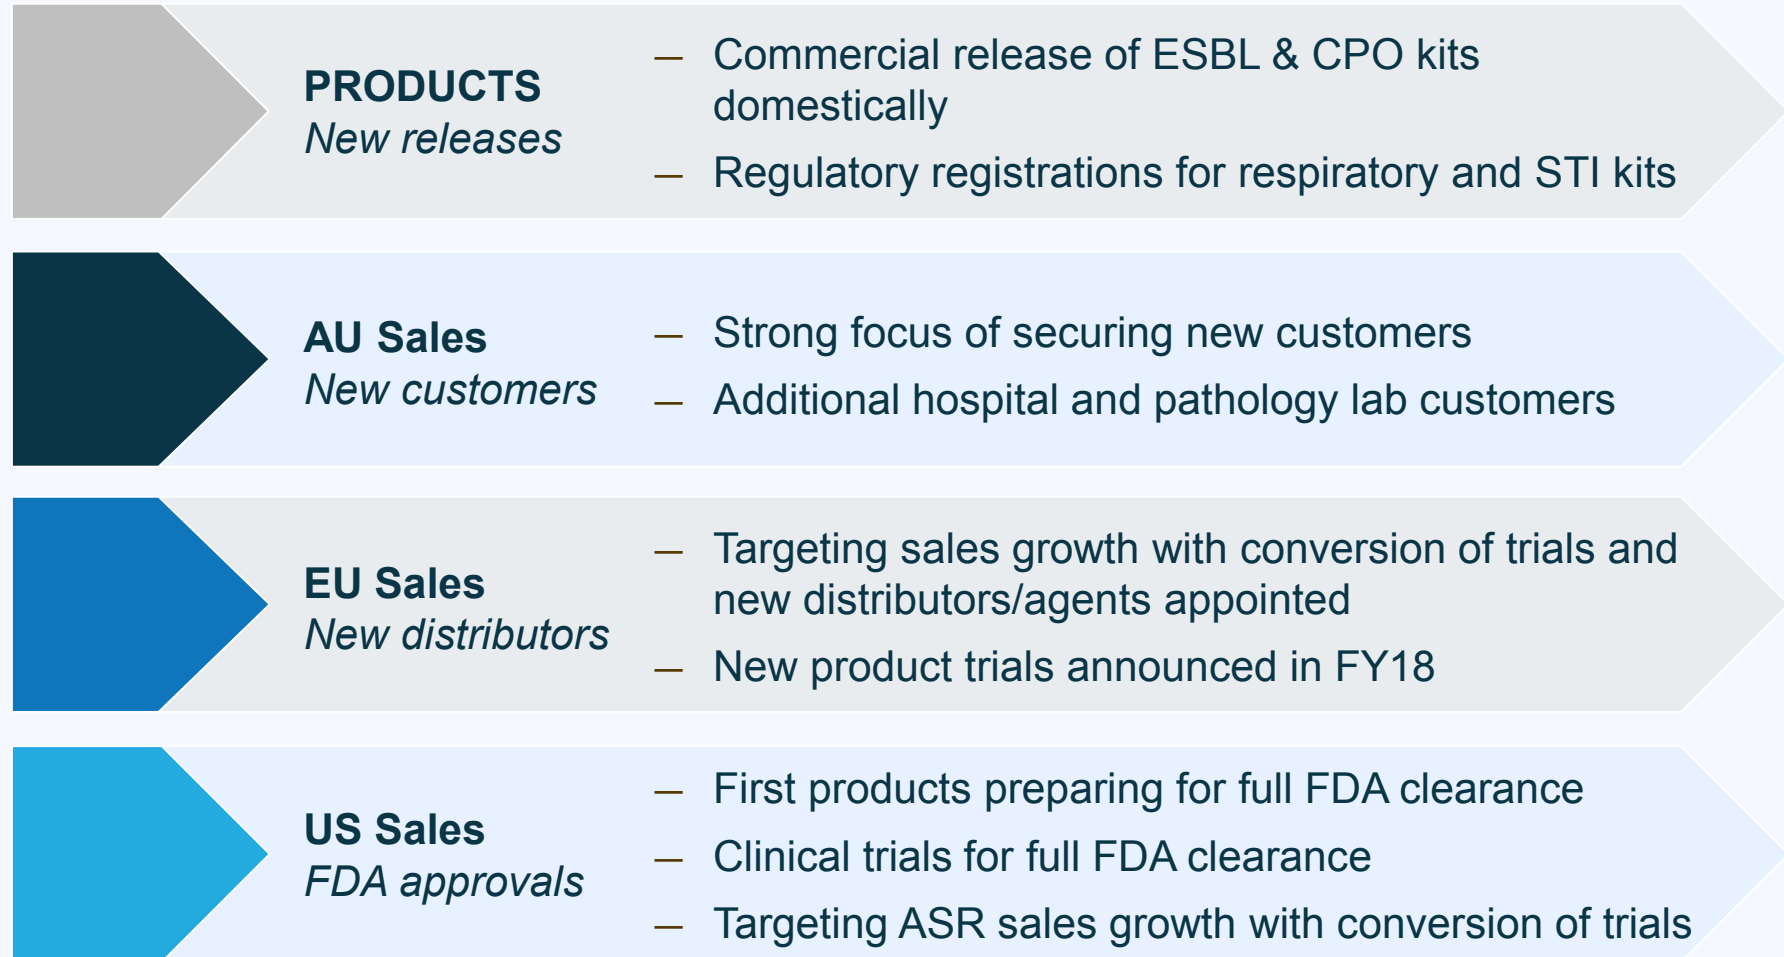 PRODUCTS
New releases
— Commercial release of ESBL & CPO kits
domestically
— Regulatory registrations for respiratory and STI kits
AU Sales
New customers
— Strong focus of securing new customers
— Additional hospital and pathology lab customers
EU Sales
New distributors
— Targeting sales growth with conversion of trials and
new distributors/agents appointed
— New product trials announced in FY18
US Sales
FDA approvals
— First products preparing for full FDA clearance
— Clinical trials for full FDA clearance
— Targeting ASR sales growth with conversion of trials